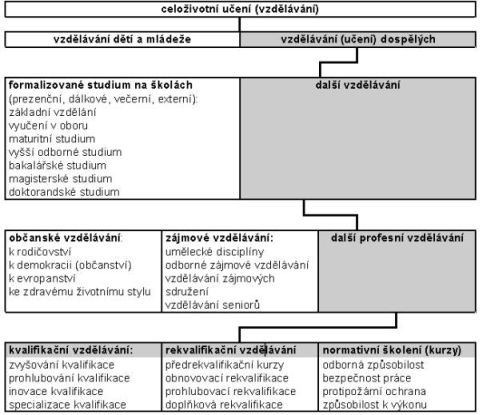 celoživotní učení (vzdělávání)
vzdělávání dětí a mládeže
vzdělávání (učení) dospělých
formalizované studium na školách
(prezenční, dálkové, večerní, externí):
základní vzdělání
vyučení v oboru
maturitní studium
vyšší odborné studium
bakalářské studium
magisterské studium
doktorandské studium
další vzdělávání
občanské vzdělávání:
k rodičovství
k demokracii (občanství)
k evropanství
ke zdravému životnímu stylu
zájmové vzdělávání:
umělecké disciplíny
odborné zájmové vzdělávání
vzdělávání zájmových
sdružení
vzdělávání seniorů
další profesní vzdělávání
kvalifikační vzdělávání:
zvyšování kvalifikace
prohlubování kvalifikace
inovace kvalifikace
specializace kvalifikace
rekvalifikační vzdělávání
předrekvalifikační kurzy
obnovovací rekvalifikace
prohlubovací rekvalifikace
doplňková rekvalifikace
normativní školení (kurzy)
odborná způsobilost
bezpečnost práce
protipožární ochrana
způsobilost k výkonu